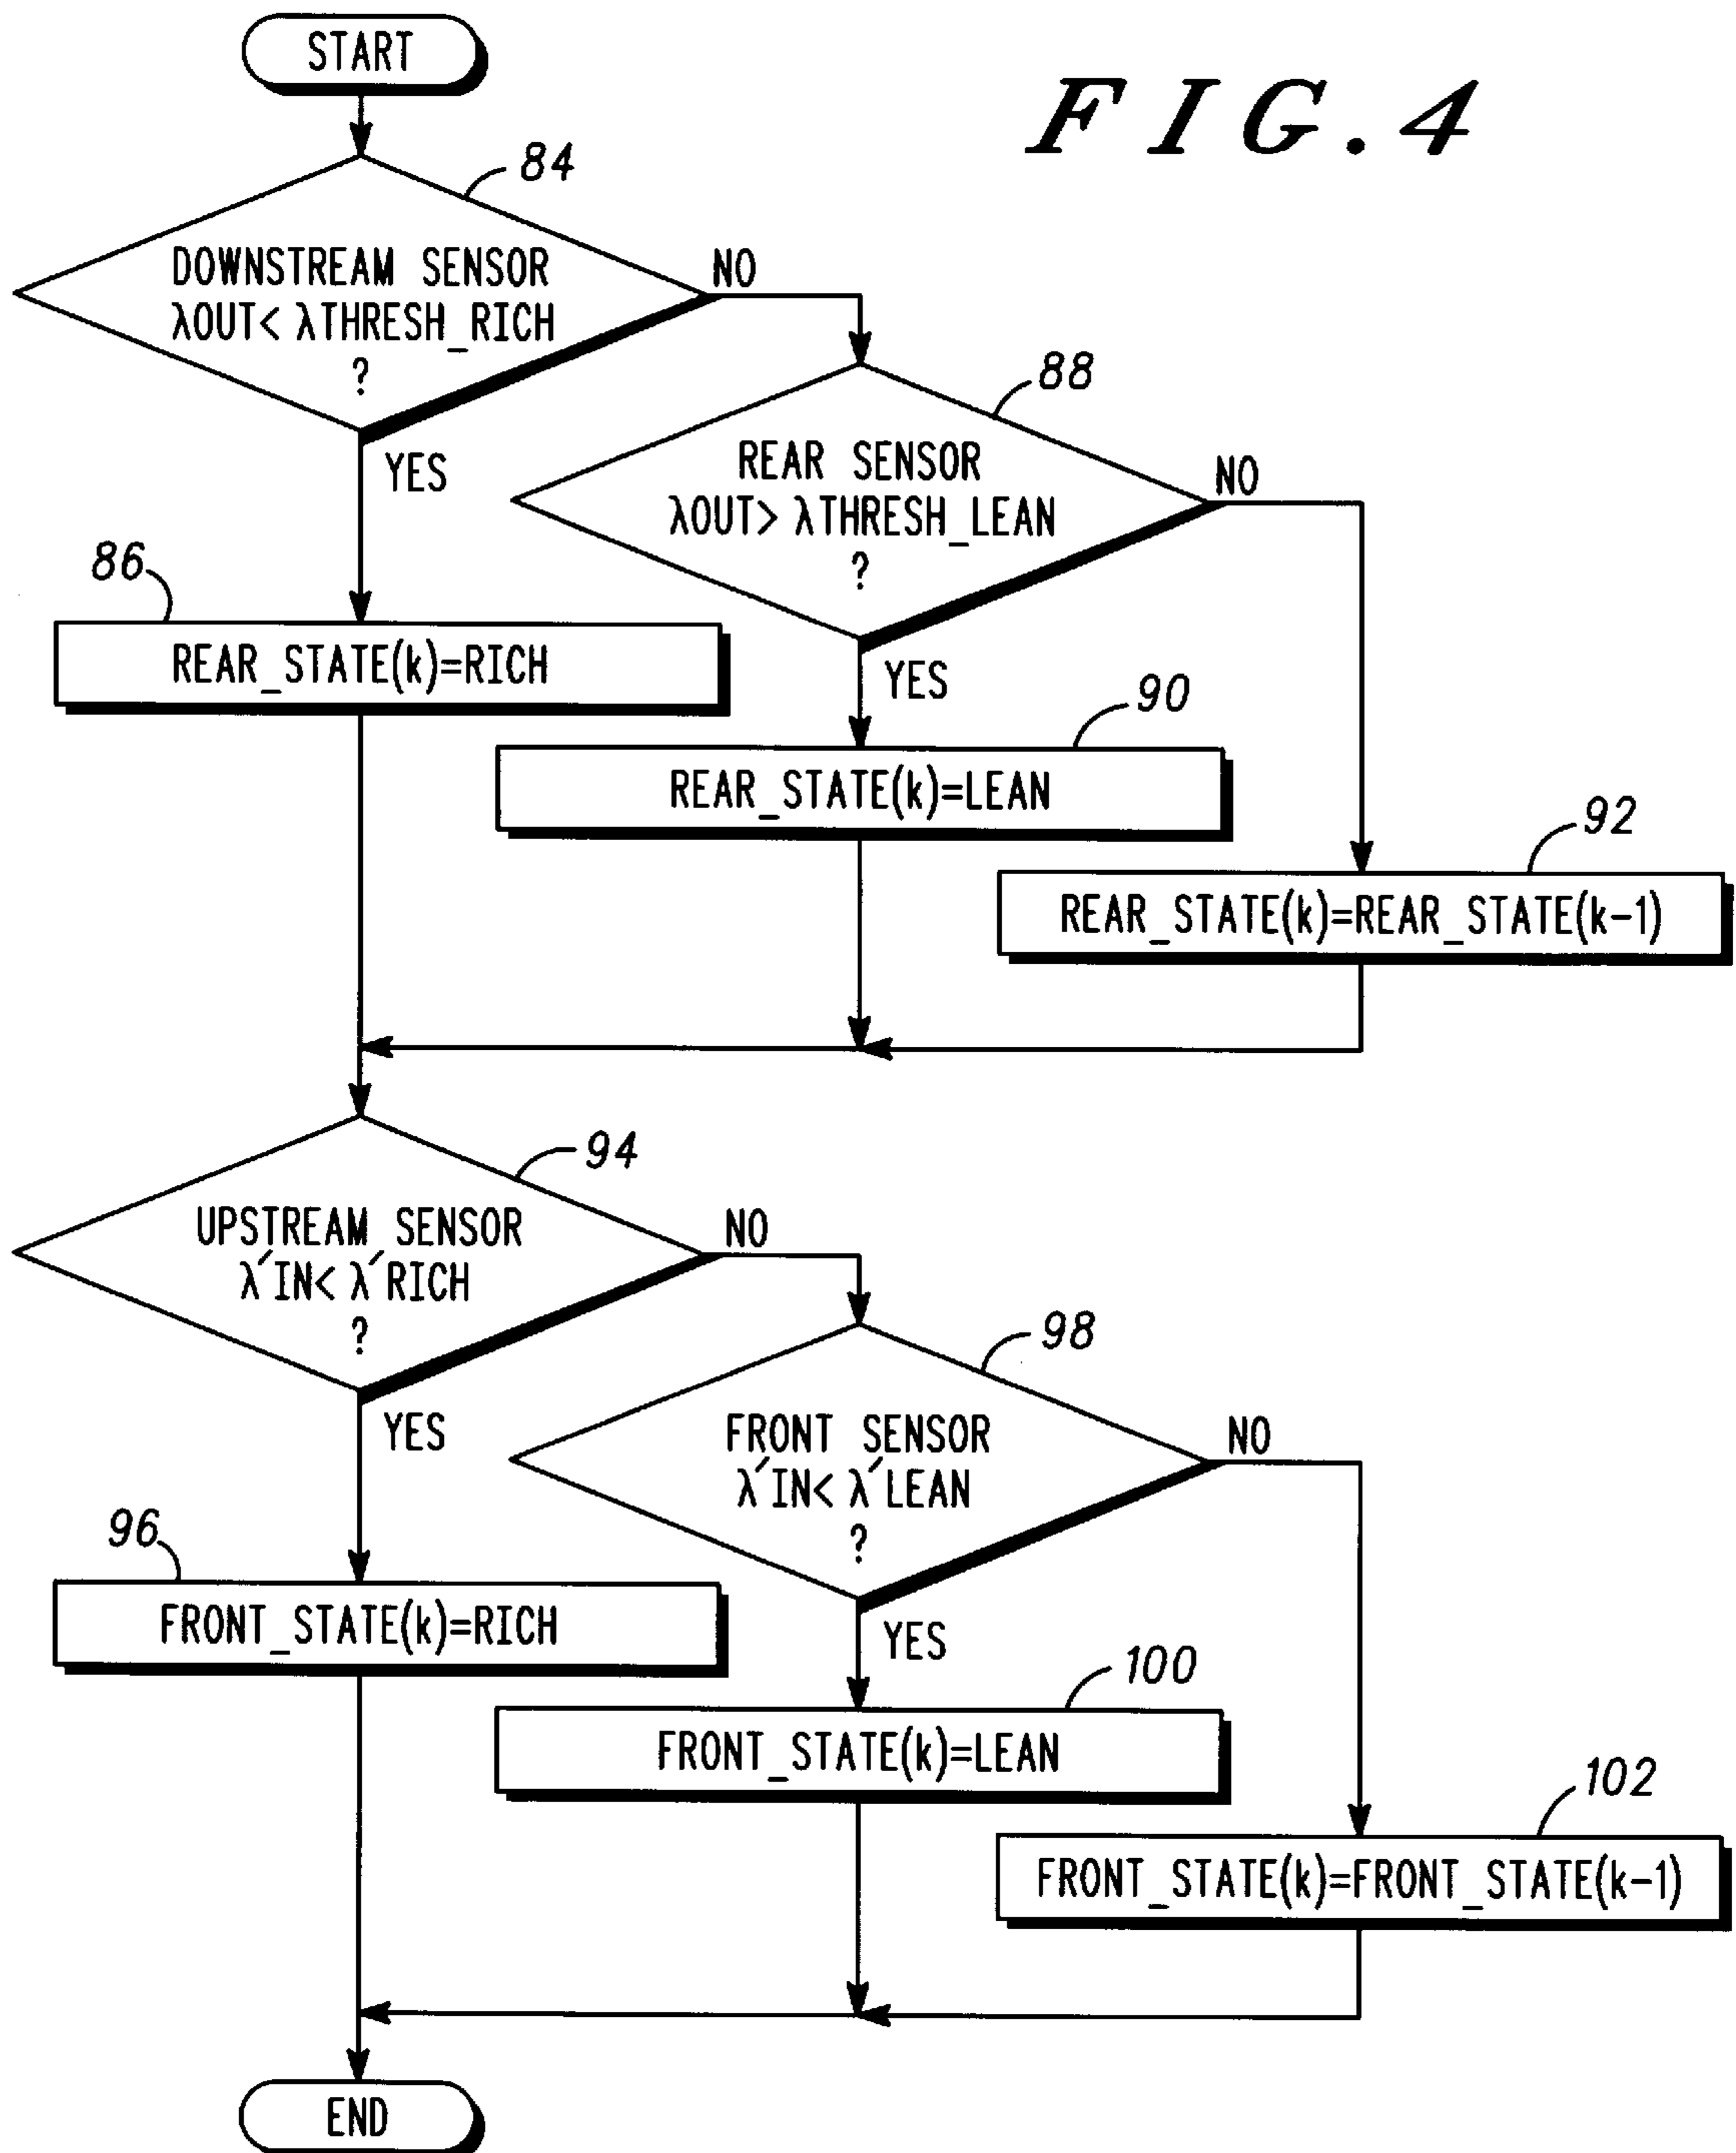 START
FIG.4
84
DOWNSTREAM SENSOR
λOUT< λTHRESH_RICH
?
NO
YES
88
REAR SENSOR
λOUT> λTHRESH_LEAN
?
NO
YES
86
REAR_STATE(k)=RICH
90
REAR_STATE(k)=LEAN
92
REAR_STATE(k)=REAR_STATE(k-1)
94
UPSTREAM SENSOR
λ'IN< λ'RICH
?
NO
YES
98
FRONT SENSOR
λ'IN< λ'LEAN
?
NO
YES
96
FRONT_STATE(k)=RICH
100
FRONT_STATE(k)=LEAN
102
FRONT_STATE(k)=FRONT_STATE(k-1)
END